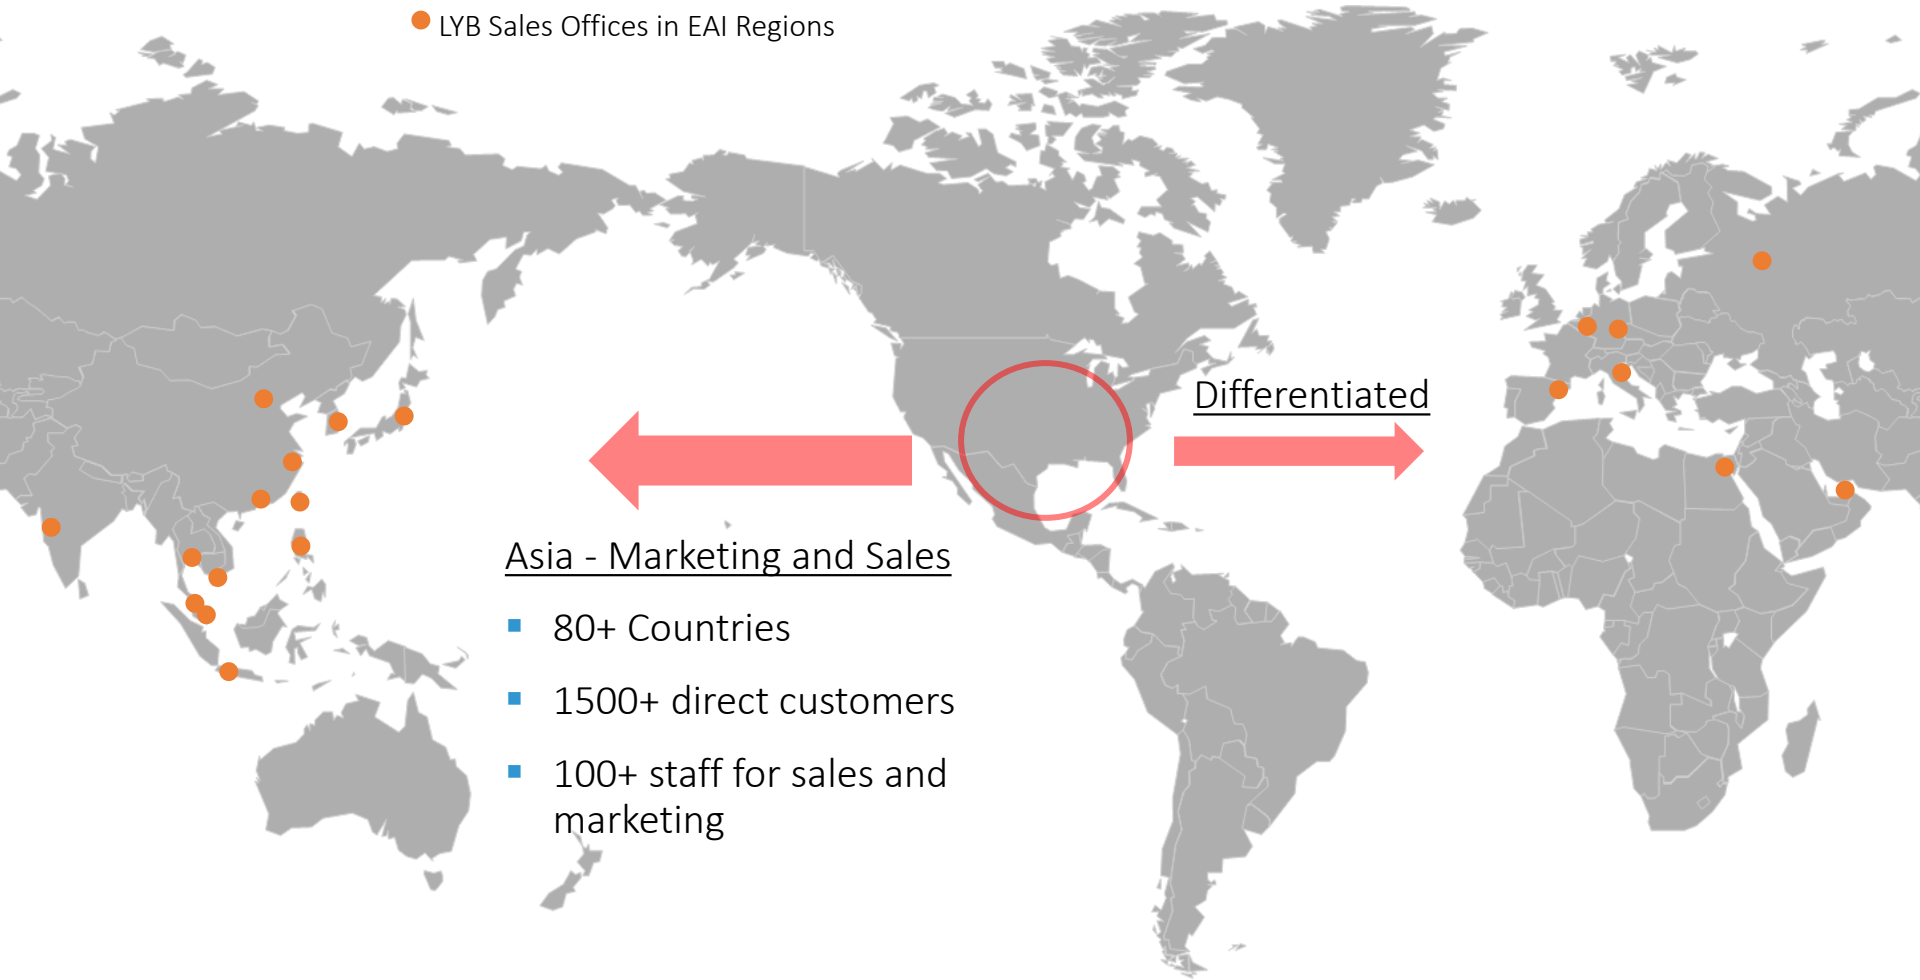 LYB Sales Offices in EAI Regions
Differentiated
Asia - Marketing and Sales
▪ 80+ Countries
▪ 1500+ direct customers
▪ 100+ staff for sales and
marketing